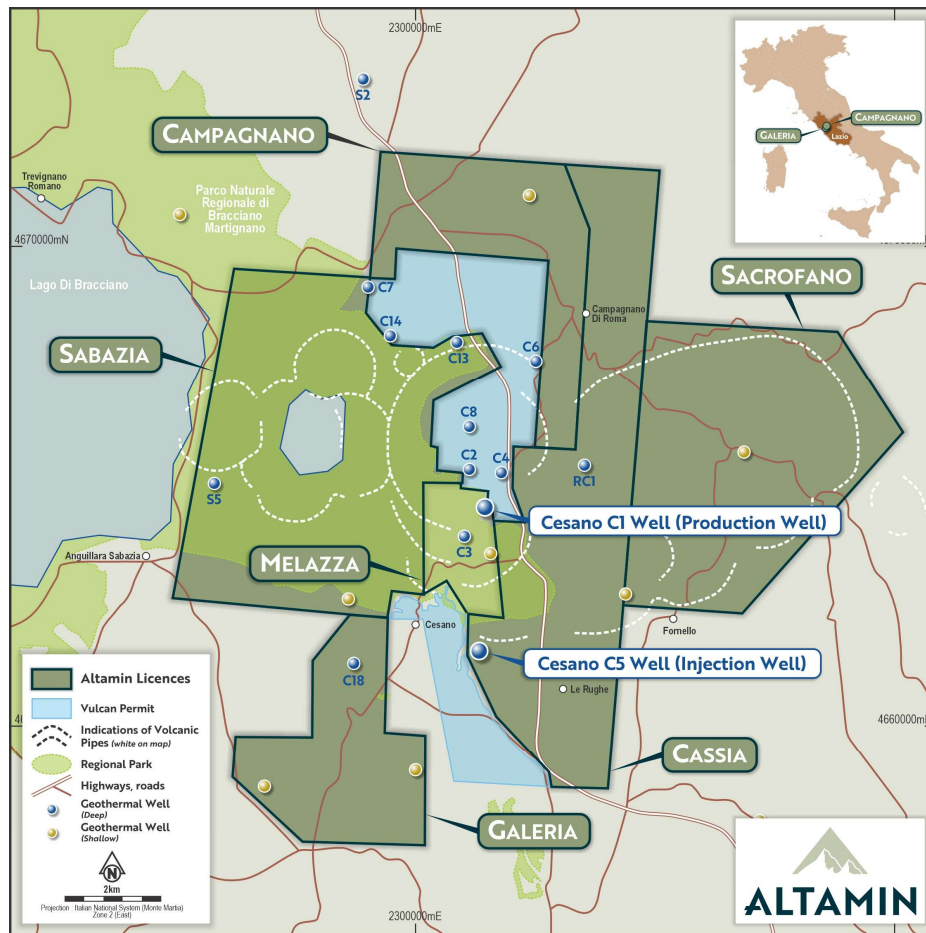 2300000mE
S2
CAMPAGNANO
CAMPAGNANO
GALERIA
Lazio
Trevignano
Romano
Parco Naturale
Regionale di
Bracciano
Martignano
4670000mN
Lago Di Bracciano
SACROFANO
C7
Campagnano
Di Roma
C14
C13
SABAZIA
C6
C8
C2
C4
RC1
S5
Cesano C1 Well (Production Well)
C3
Anguillara Sabazia
MELAZZA
Cesano
Fornello
Cesano C5 Well (Injection Well)
C18
Le Rughe
Altamin Licences
Vulcan Permit
Indications of Volcanic
Pipes (white on map)
Regional Park
Highways, roads
Geothermal Well
(Deep)
Geothermal Well
(Shallow)
N
2km
Projection : Italian National System (Monte Martia)
Zone 2 (East)
4660000mN
CASSIA
GALERIA
2300000mE
ALTAMIN